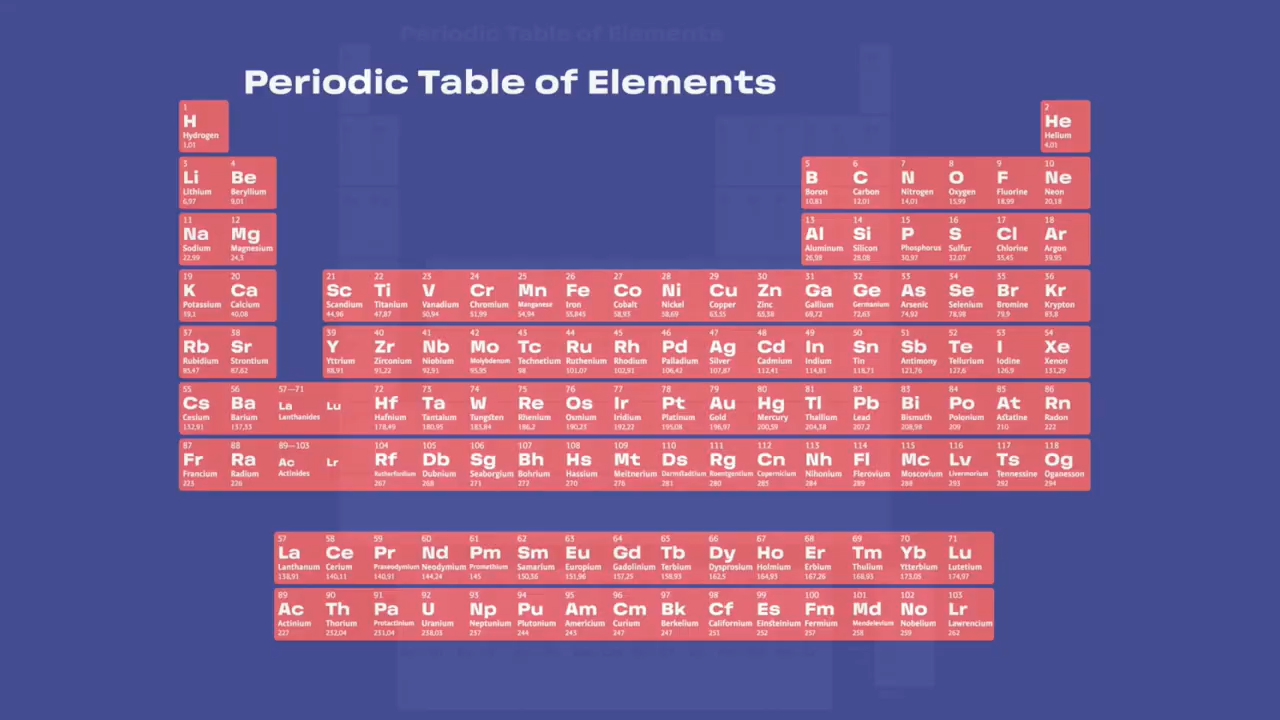 Periodic Table of Elements
1 2
H He
Hydrogen Helium
1,01 4,01
3 4 5 6 7 8 9 10
Li Be B C N O F Ne
Lithium Beryllium Boron Carbon Nitrogen Oxygen Fluorine Neon
6,97 9,01 10,81 12,01 14,01 15,99 18,99 20,18
11 12 13 14 15 16 17 18
Na Mg Al Si P S Cl Ar
Sodium Magnesium Aluminum Silicon Phosphorus Sulfur Chlorine Argon
22,99 24,3 26,98 28,08 30,97 32,07 35,45 39,95
19 20 21 22 23 24 25 26 27 28 29 30 31 32 33 34 35 36
K Ca Sc Ti V Cr Mn Fe Co Ni Cu Zn Ga Ge As Se Br Kr
Potassium Calcium Scandium Titanium Vanadium Chromium Manganese Iron Cobalt Nickel Copper Zinc Gallium Germanium Arsenic Selenium Bromine Krypton
39,1 40,08 44,96 47,87 50,94 51,99 54,94 55,845 58,93 58,69 63,55 65,38 69,72 72,63 74,92 78,98 79,9 83,8
37 38 39 40 41 42 43 44 45 46 47 48 49 50 51 52 53 54
Rb Sr Y Zr Nb Mo Tc Ru Rh Pd Ag Cd In Sn Sb Te I Xe
Rubidium Strontium Yttrium Zirconium Niobium Molybdenum Technetium Ruthenium Rhodium Palladium Silver Cadmium Indium Tin Antimony Tellurium Iodine Xenon
85,47 87,62 88,91 91,22 92,91 95,95 98 101,07 102,91 106,42 107,87 112,41 114,81 118,71 121,76 127,6 126,9 131,29
55 56 57—71 72 73 74 75 76 77 78 79 80 81 82 83 84 85 86
Cs Ba La Lu Hf Ta W Re Os Ir Pt Au Hg Tl Pb Bi Po At Rn
Cesium Barium Lanthanides Hafnium Tantalum Tungsten Rhenium Osmium Iridium Platinum Gold Mercury Thallium Lead Bismuth Polonium Astatine Radon
132,91 137,33 178,49 180,95 183,84 186,2 190,23 192,22 195,08 196,97 200,59 204,38 207,2 208,98 209 210 222
87 88 89—103 104 105 106 107 108 109 110 111 112 113 114 115 116 117 118
Fr Ra Ac Lr Rf Db Sg Bh Hs Mt Ds Rg Cn Nh Fl Mc Lv Ts Og
Francium Radium Actinides Rutherfordium Dubnium Seaborgium Bohrium Hassium Meitnerium Darmstadtium Roentgenium Copernicium Nihonium Flerovium Moscovium Livermorium Tennessine Oganesson
223 226 267 268 271 272 270 276 281 280 285 284 289 288 293 292 294
57 58 59 60 61 62 63 64 65 66 67 68 69 70 71
La Ce Pr Nd Pm Sm Eu Gd Tb Dy Ho Er Tm Yb Lu
Lanthanum Cerium Praseodymium Neodymium Promethium Samarium Europium Gadolinium Terbium Dysprosium Holmium Erbium Thulium Ytterbium Lutetium
138,91 140,11 140,91 144,24 145 150,36 151,96 157,25 158,93 162,5 164,93 167,26 168,93 173,05 174,97
89 90 91 92 93 94 95 96 97 98 99 100 101 102 103
Ac Th Pa U Np Pu Am Cm Bk Cf Es Fm Md No Lr
Actinium Thorium Protactinium Uranium Neptunium Plutonium Americium Curium Berkelium Californium Einsteinium Fermium Mendelevium Nobelium Lawrencium
227 232,04 231,04 238,03 237 244 243 247 247 251 252 257 258 259 262